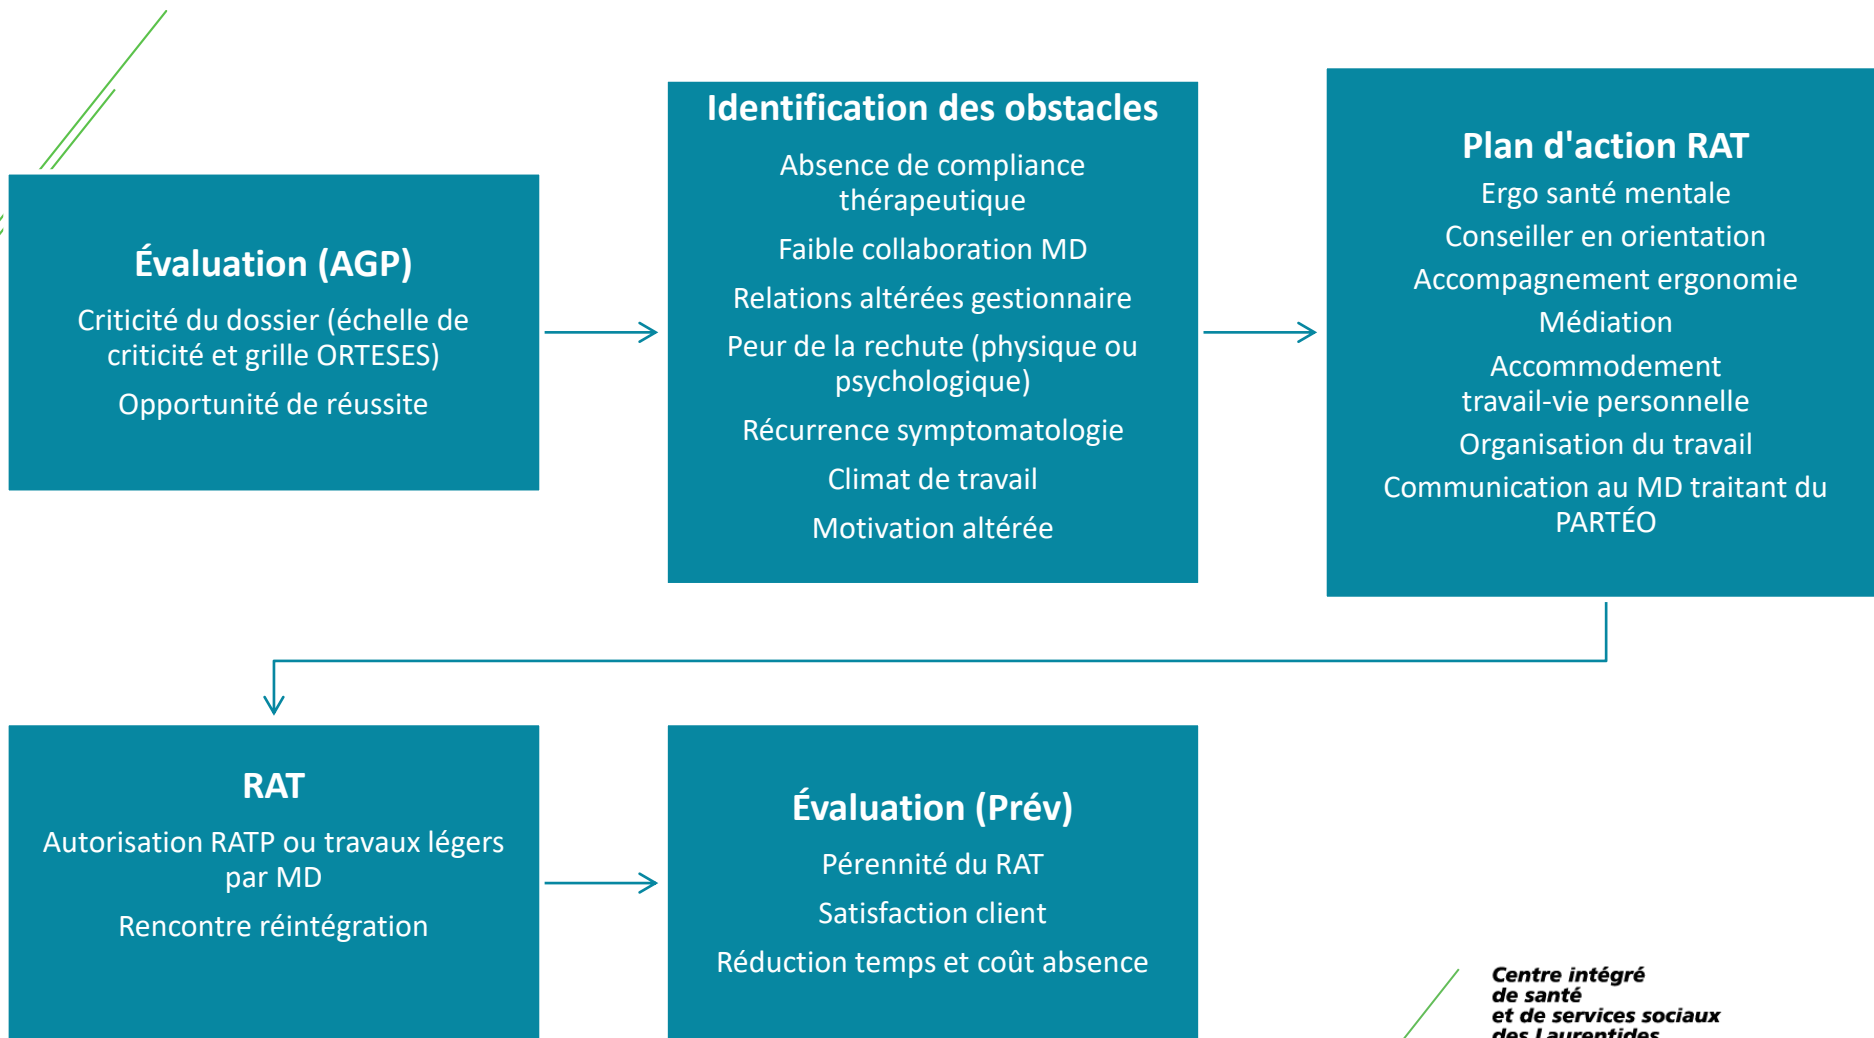 Évaluation (AGP)
Criticité du dossier (échelle de
criticité et grille ORTESES)
Opportunité de réussite
Identification des obstacles
Absence de compliance
thérapeutique
Faible collaboration MD
Relations altérées gestionnaire
Peur de la rechute (physique ou
psychologique)
Récurrence symptomatologie
Climat de travail
Motivation altérée
Plan d'action RAT
Ergo santé mentale
Conseiller en orientation
Accompagnement ergonomie
Médiation
Accommodement
travail-vie personnelle
Organisation du travail
Communication au MD traitant du
PARTÉO
RAT
Autorisation RATP ou travaux légers
par MD
Rencontre réintégration
Évaluation (Prév)
Pérennité du RAT
Satisfaction client
Réduction temps et coût absence
Centre intégré
de santé
et de services sociaux
des Laurentides